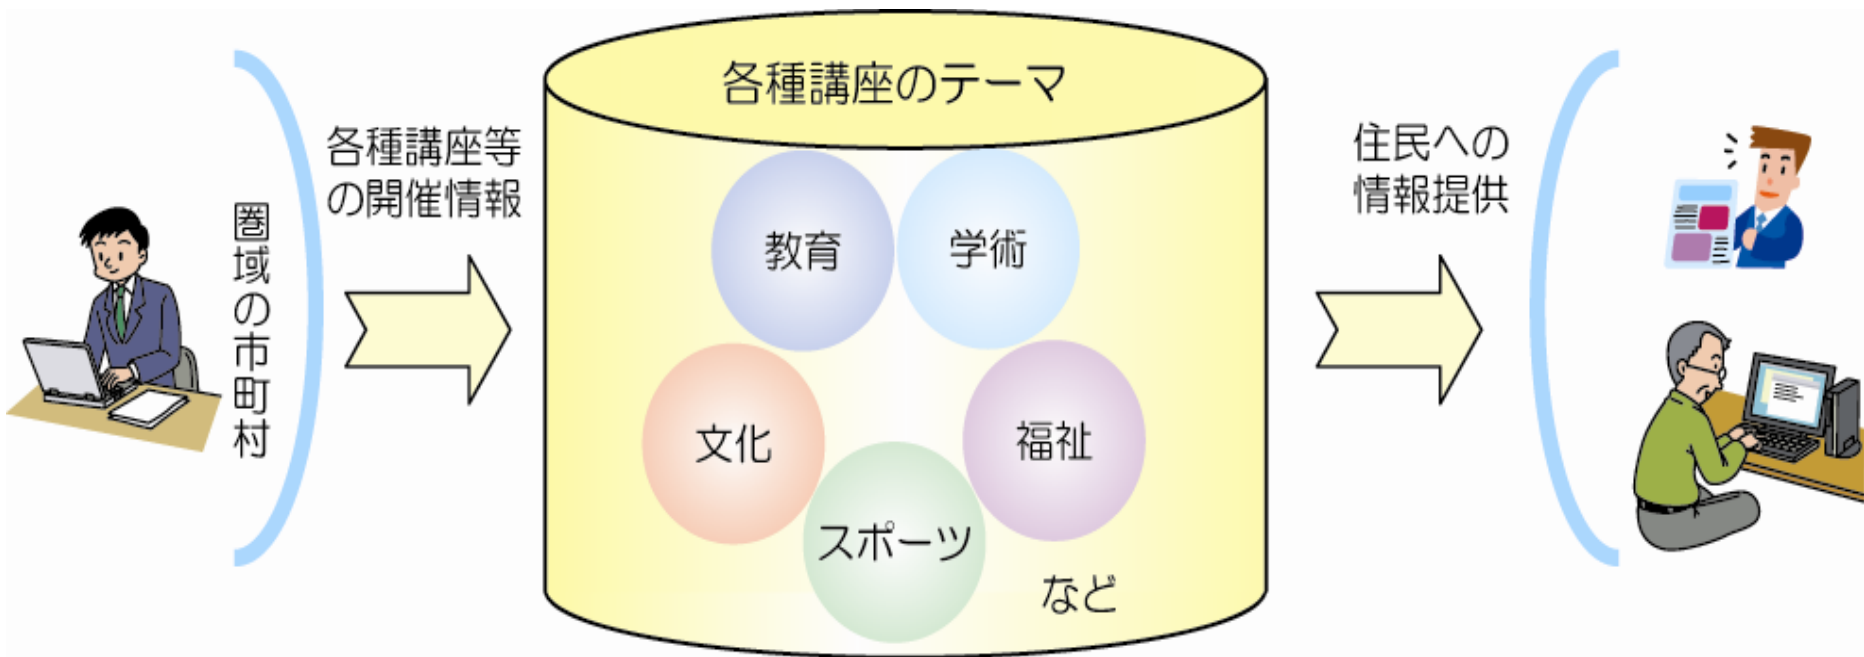 圏域の市町村
各種講座等
の開催情報
各種講座のテーマ
教育
学術
文化
福祉
スポーツ
など
住民への
情報提供